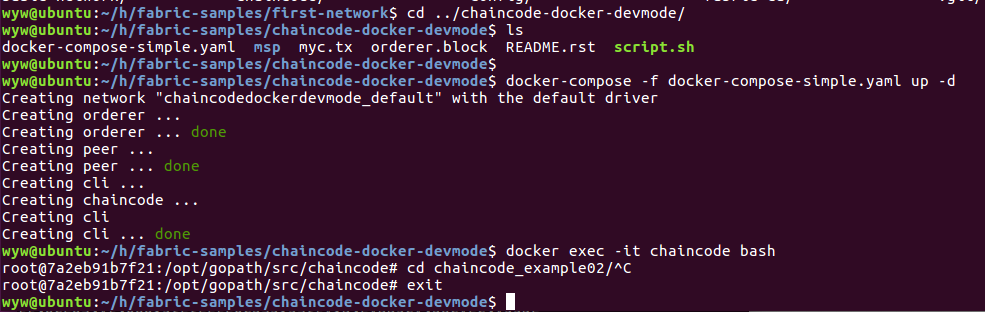 wyw@ubuntu:~/h/fabric-samples/first-network$ cd ../chaincode-docker-devmode/
wyw@ubuntu:~/h/fabric-samples/chaincode-docker-devmode$ ls
docker-compose-simple.yaml msp myc.tx orderer.block README.rst script.sh
wyw@ubuntu:~/h/fabric-samples/chaincode-docker-devmode$
wyw@ubuntu:~/h/fabric-samples/chaincode-docker-devmode$ docker-compose -f docker-compose-simple.yaml up -d
Creating network "chaincodedockerdevmode_default" with the default driver
Creating orderer ...
Creating orderer ... done
Creating peer ...
Creating peer ... done
Creating cli ...
Creating chaincode ...
Creating cli
Creating cli ... done
wyw@ubuntu:~/h/fabric-samples/chaincode-docker-devmode$ docker exec -it chaincode bash
root@7a2eb91b7f21:/opt/gopath/src/chaincode# cd chaincode_example02/^C
root@7a2eb91b7f21:/opt/gopath/src/chaincode# exit
wyw@ubuntu:~/h/fabric-samples/chaincode-docker-devmode$